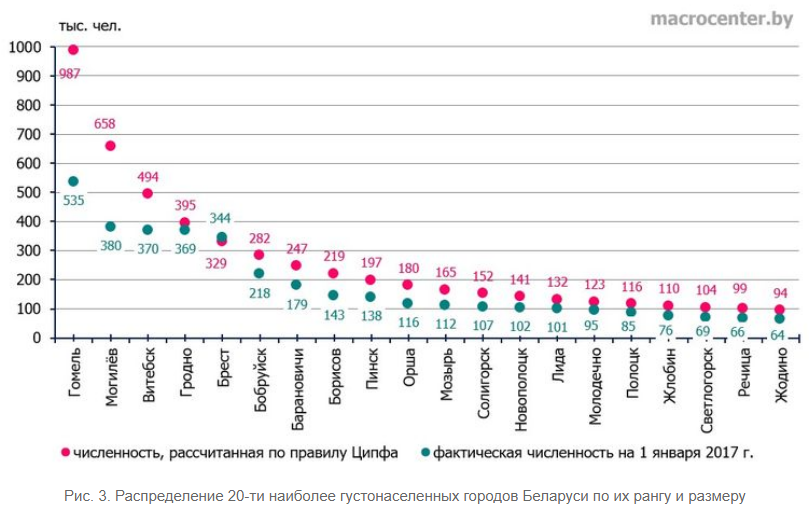 macrocenter.by
тыс. чел.
1000
900
800
700
600
500
400
300
200
100
0
987
658
494
395
344
329
282
247
219
197
180
165
152
141
132
123
116
110
104
99
94
535
380
370
369
218
179
143
138
116
112
107
102
101
95
85
76
69
66
64
Гомель
Могилёв
Витебск
Гродно
Брест
Бобруйск
Барановичи
Борисов
Пинск
Орша
Мозырь
Солигорск
Новополоцк
Лида
Молодечно
Полоцк
Жлобин
Светлогорск
Речица
Жодино
численность, рассчитанная по правилу Ципфа
фактическая численность на 1 января 2017 г.
Рис. 3. Распределение 20-ти наиболее густонаселенных городов Беларуси по их рангу и размеру